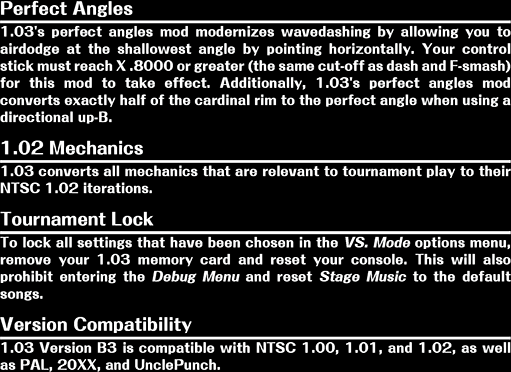 Perfect Angles
1.03's perfect angles mod modernizes wavedashing by allowing you to
airdodge at the shallowest angle by pointing horizontally. Your control
stick must reach X .8000 or greater (the same cut-off as dash and F-smash)
for this mod to take effect. Additionally, 1.03's perfect angles mod
converts exactly half of the cardinal rim to the perfect angle when using a
directional up-B.
1.02 Mechanics
1.03 converts all mechanics that are relevant to tournament play to their
NTSC 1.02 iterations.
Tournament Lock
To lock all settings that have been chosen in the VS. Mode options menu,
remove your 1.03 memory card and reset your console. This will also
prohibit entering the Debug Menu and reset Stage Music to the default
songs.
Version Compatibility
1.03 Version B3 is compatible with NTSC 1.00, 1.01, and 1.02, as well
as PAL, 20XX, and UnclePunch.